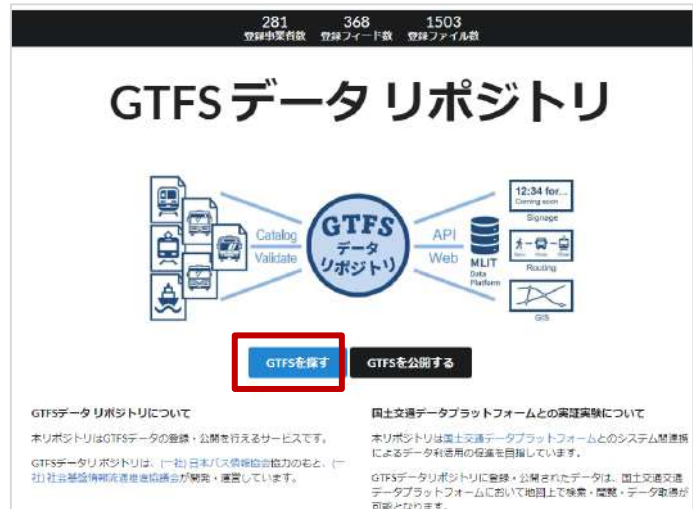 281 368 1503
登録事業者数 登録フィード数 登録ファイル数
GTFS データ リポジトリ
Catalog
Validate
GTFS
データ
リポジトリ
API
Web
MLIT
Data
Platform
12:34 for...
Coming soon
Signage
Routing
GIS
GTFSを探す GTFSを公開する
GTFSデータ リポジトリについて
本リポジトリはGTFSデータの登録・公開を行えるサービスです。
GTFSデータリポジトリは、(一社) 日本バス情報協会協力のもと、(一
社) 社会基盤情報流通推進協議会が開発・運営しています。
国土交通データプラットフォームとの実証実験について
本リポジトリは国土交通データプラットフォームとのシステム間連携
によるデータ利活用の促進を目指しています。
GTFSデータリポジトリに登録・公開されたデータは、国土交通交通
データプラットフォームにおいて地図上で検索・閲覧・データ取得が
可能となります。